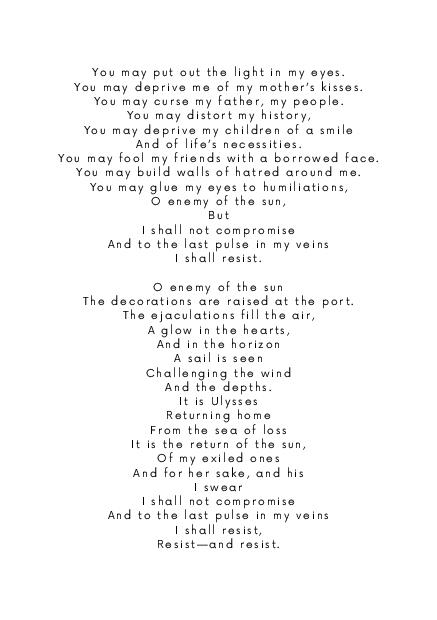 You may put out the light in my eyes.
You may deprive me of my mother's kisses.
You may curse my father, my people.
You may distort my history,
You may deprive my children of a smile
And of life's necessities.
You may fool my friends with a borrowed face.
You may build walls of hatred around me.
You may glue my eyes to humiliations,
O enemy of the sun,
But
I shall not compromise
And to the last pulse in my veins
I shall resist.

O enemy of the sun
The decorations are raised at the port.
The ejaculations fill the air,
A glow in the hearts,
And in the horizon
A sail is seen
Challenging the wind
And the depths.
It is Ulysses
Returning home
From the sea of loss
It is the return of the sun,
Of my exiled ones
And for her sake, and his
I swear
I shall not compromise
And to the last pulse in my veins
I shall resist,
Resist—and resist.